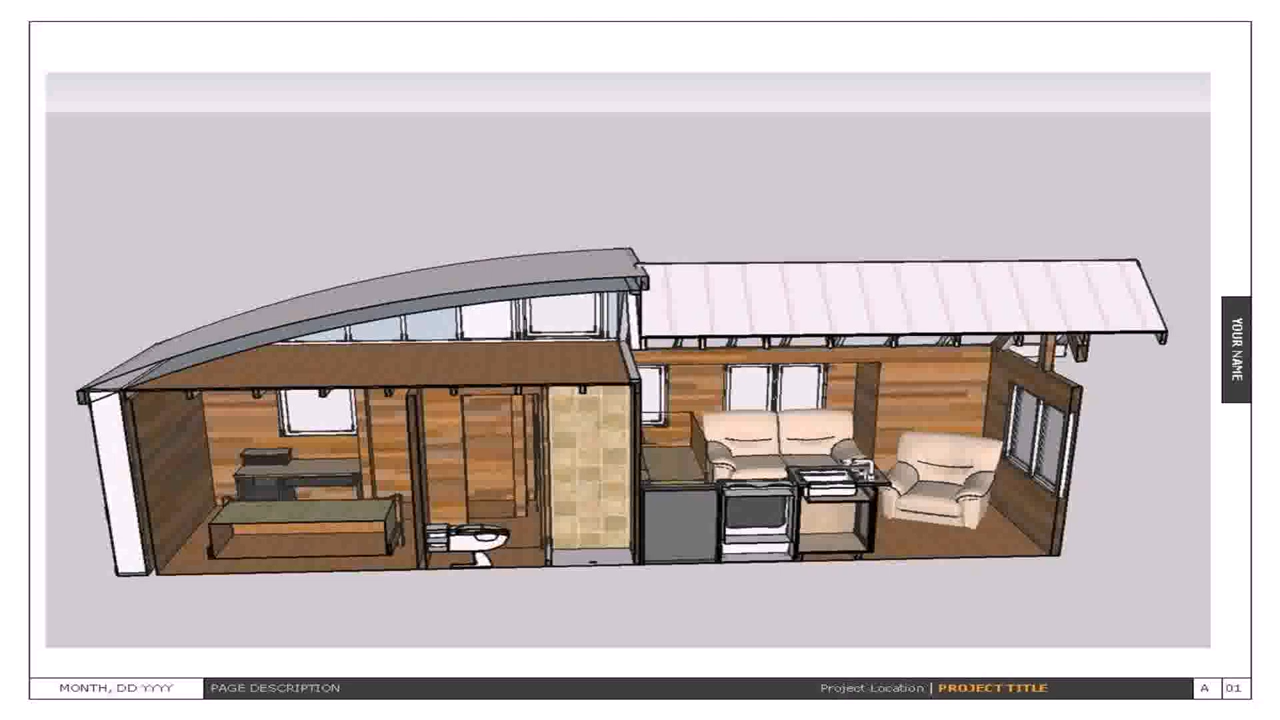 YOUR NAME
MONTH, DD YYYY
PAGE DESCRIPTION
Project Location | PROJECT TITLE
A 01